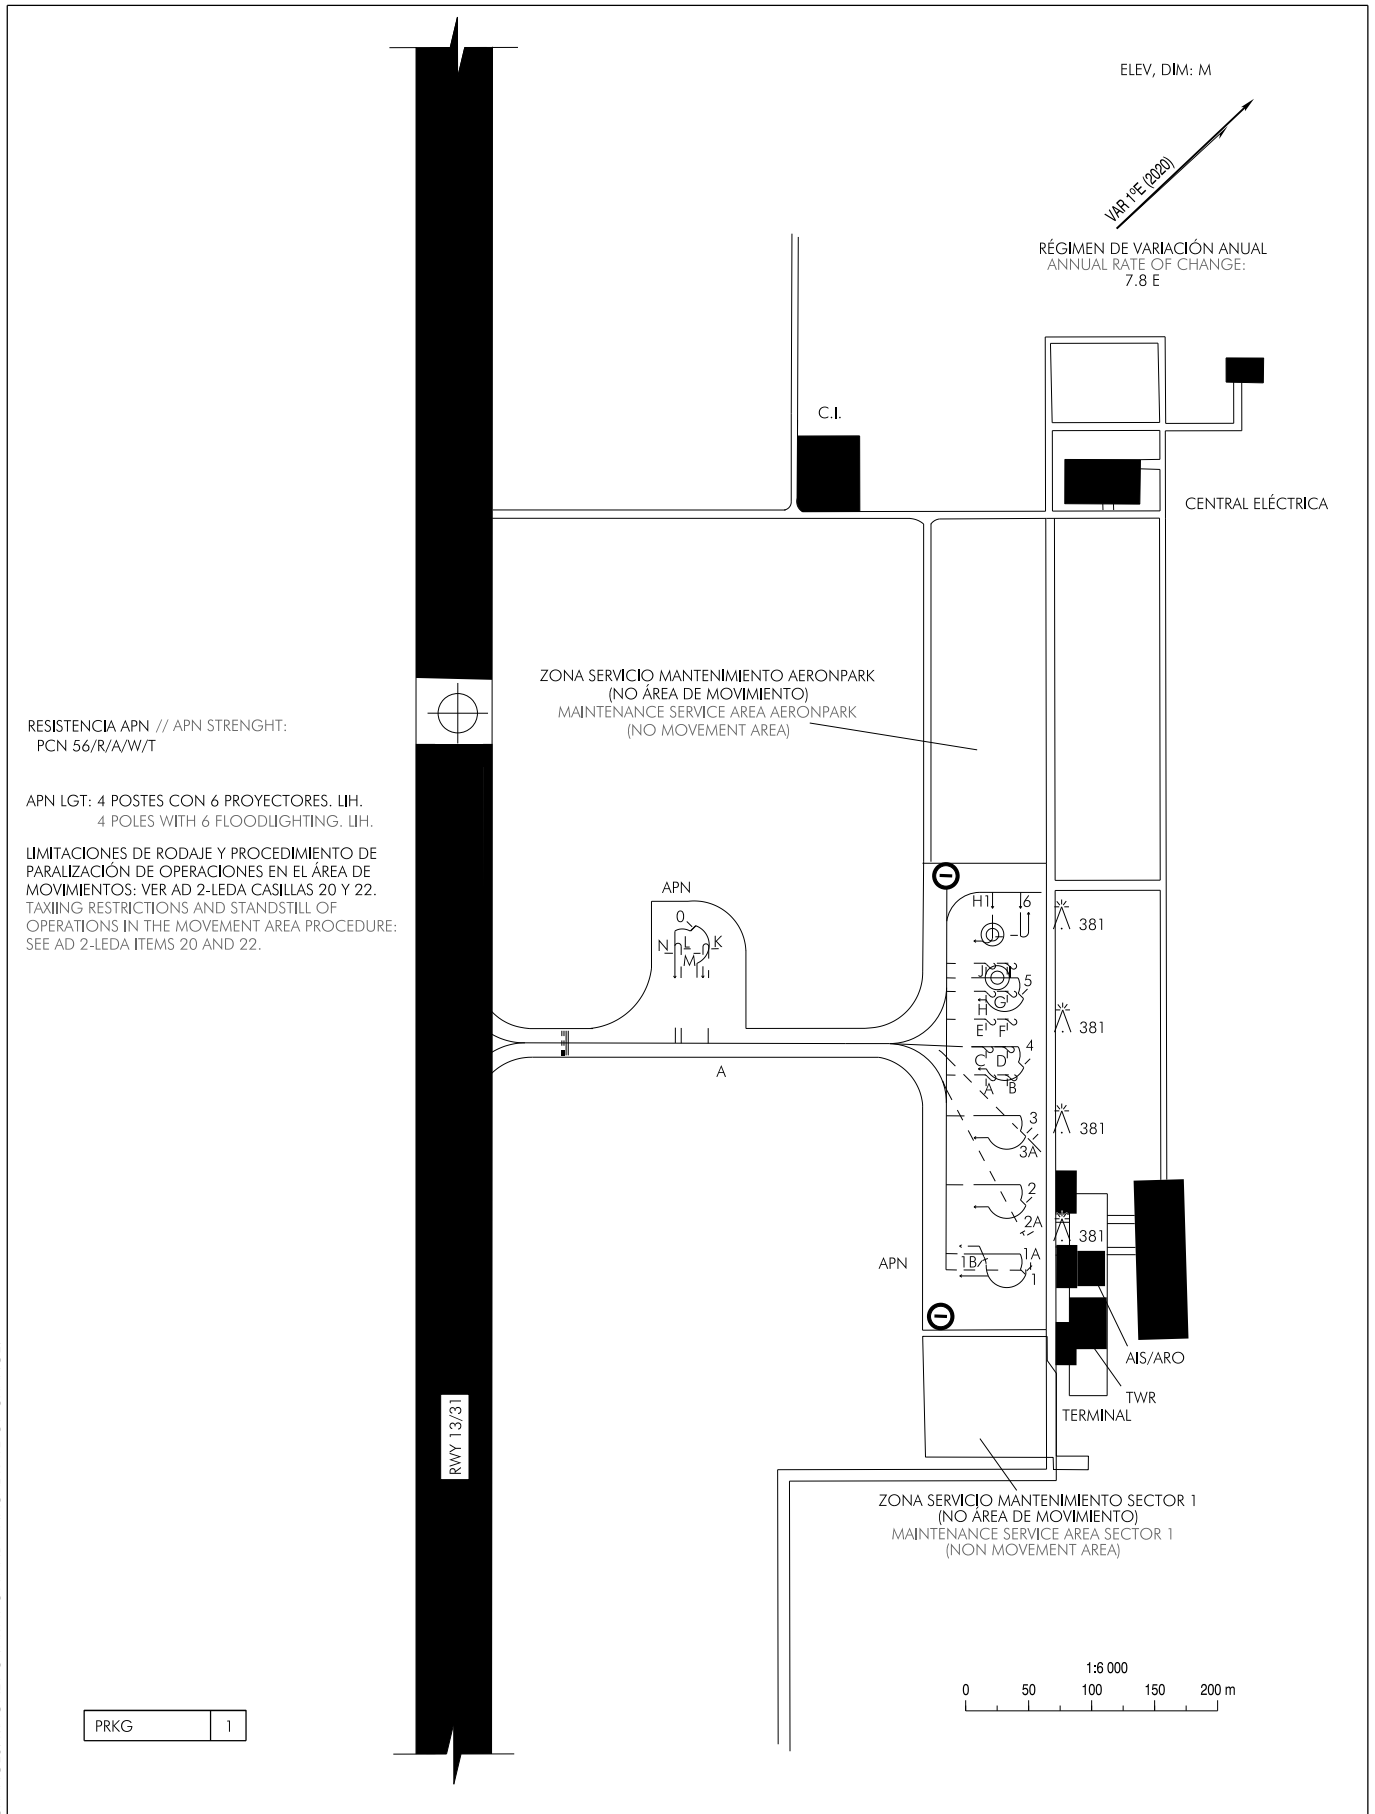 ELEV, DIM: M
VAR 1ºE (2020)
RÉGIMEN DE VARIACIÓN ANUAL
ANNUAL RATE OF CHANGE:
7.8 E
C.I.
CENTRAL ELÉCTRICA
ZONA SERVICIO MANTENIMIENTO AERONPARK
(NO ÁREA DE MOVIMIENTO)
MAINTENANCE SERVICE AREA AERONPARK
(NO MOVEMENT AREA)
RESISTENCIA APN // APN STRENGHT:
PCN 56/R/A/W/T
APN LGT: 4 POSTES CON 6 PROYECTORES. LIH.
4 POLES WITH 6 FLOODLIGHTING. LIH.
LIMITACIONES DE RODAJE Y PROCEDIMIENTO DE
PARALIZACIÓN DE OPERACIONES EN EL ÁREA DE
MOVIMIENTOS: VER AD 2-LEDA CASILLAS 20 Y 22.
TAXIING RESTRICTIONS AND STANDSTILL OF
OPERATIONS IN THE MOVEMENT AREA PROCEDURE:
SEE AD 2-LEDA ITEMS 20 AND 22.
APN
0
N L K
M
H1 6
381
J
5
G
H
381
E F
4
C D
A B
A
3
381
3A
2
2A
381
APN
1B 1A
1
AIS/ARO
TWR
TERMINAL
RWY 13/31
ZONA SERVICIO MANTENIMIENTO SECTOR 1
(NO ÁREA DE MOVIMIENTO)
MAINTENANCE SERVICE AREA SECTOR 1
(NON MOVEMENT AREA)
1:6 000
0 50 100 150 200 m
PRKG 1